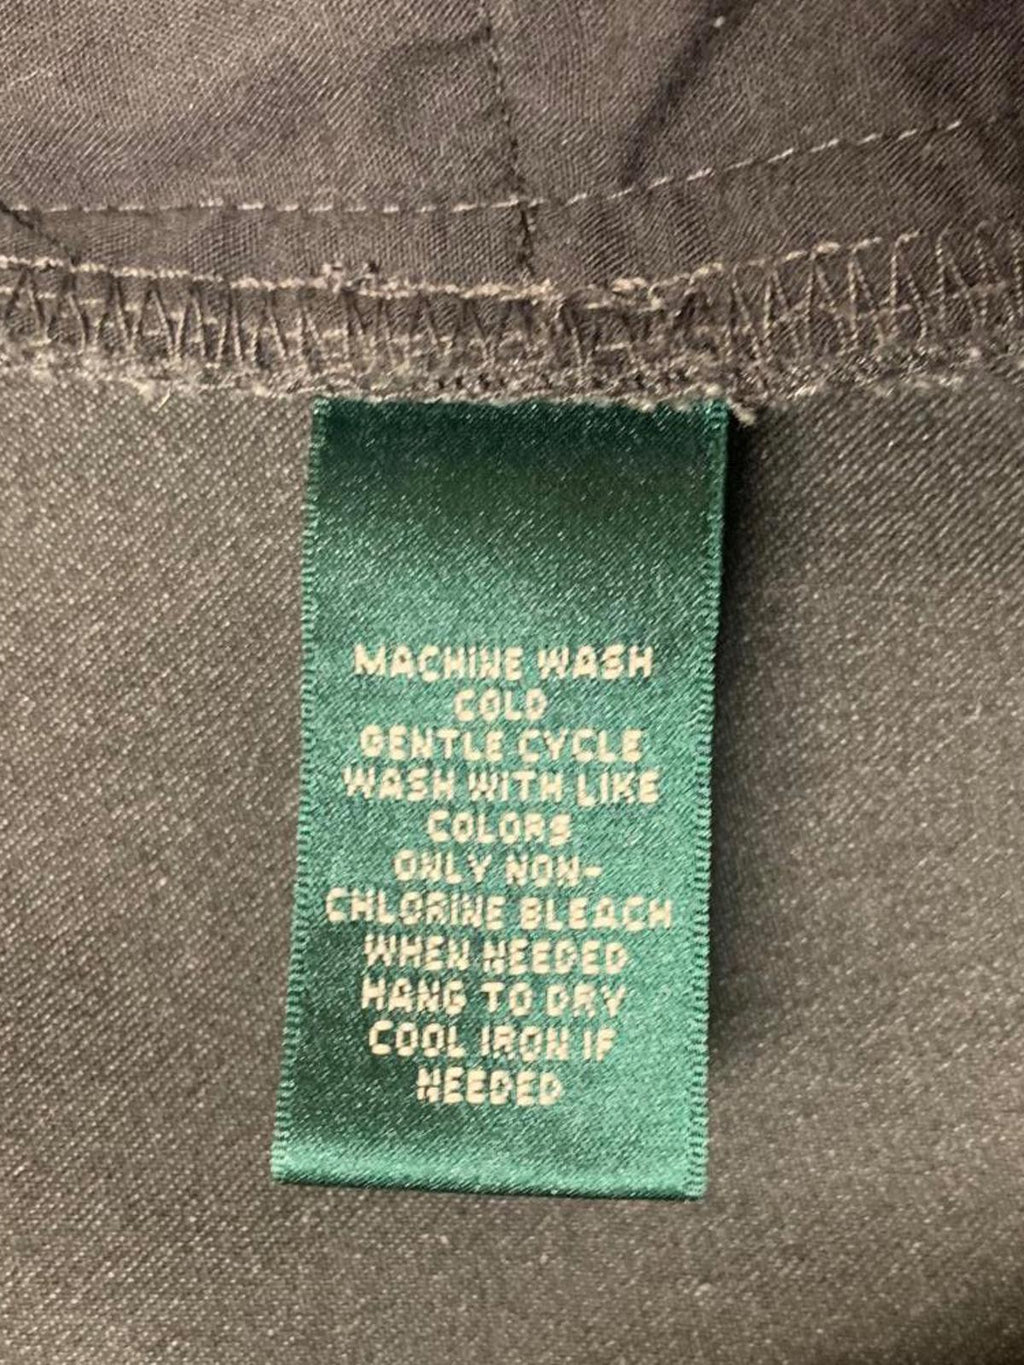 MACHINE WASH
COLD
GENTLE CYCLE
WASH WITH LIKE
COLORS
ONLY NON-
CHLORINE BLEACH
WHEN NEEDED
HANG TO DRY
COOL IRON IF
NEEDED